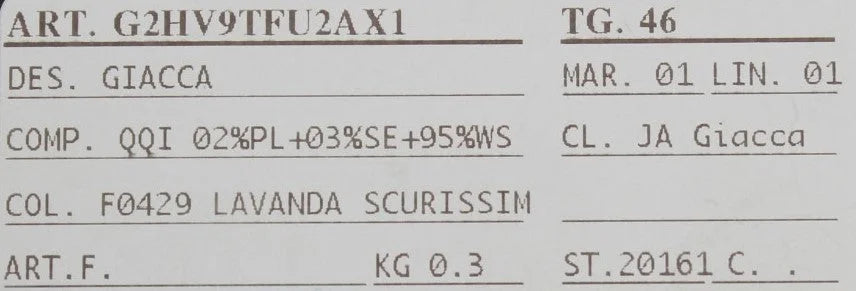 ART. G2HV9TFU2AX1 TG. 46
DES. GIACCA MAR. 01 LIN. 01
COMP. QQI 02%PL+03%SE+95%WS CL. JA Giacca
COL. F0429 LAVANDA SCURISSIM
ART.F. KG 0.3 ST.20161 C. .